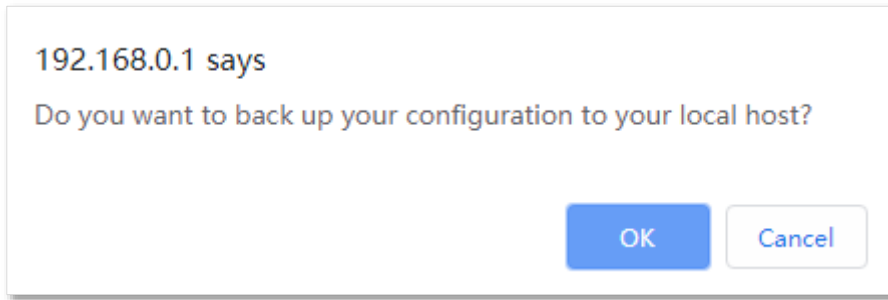 192.168.0.1 says
Do you want to back up your configuration to your local host?
OK
Cancel